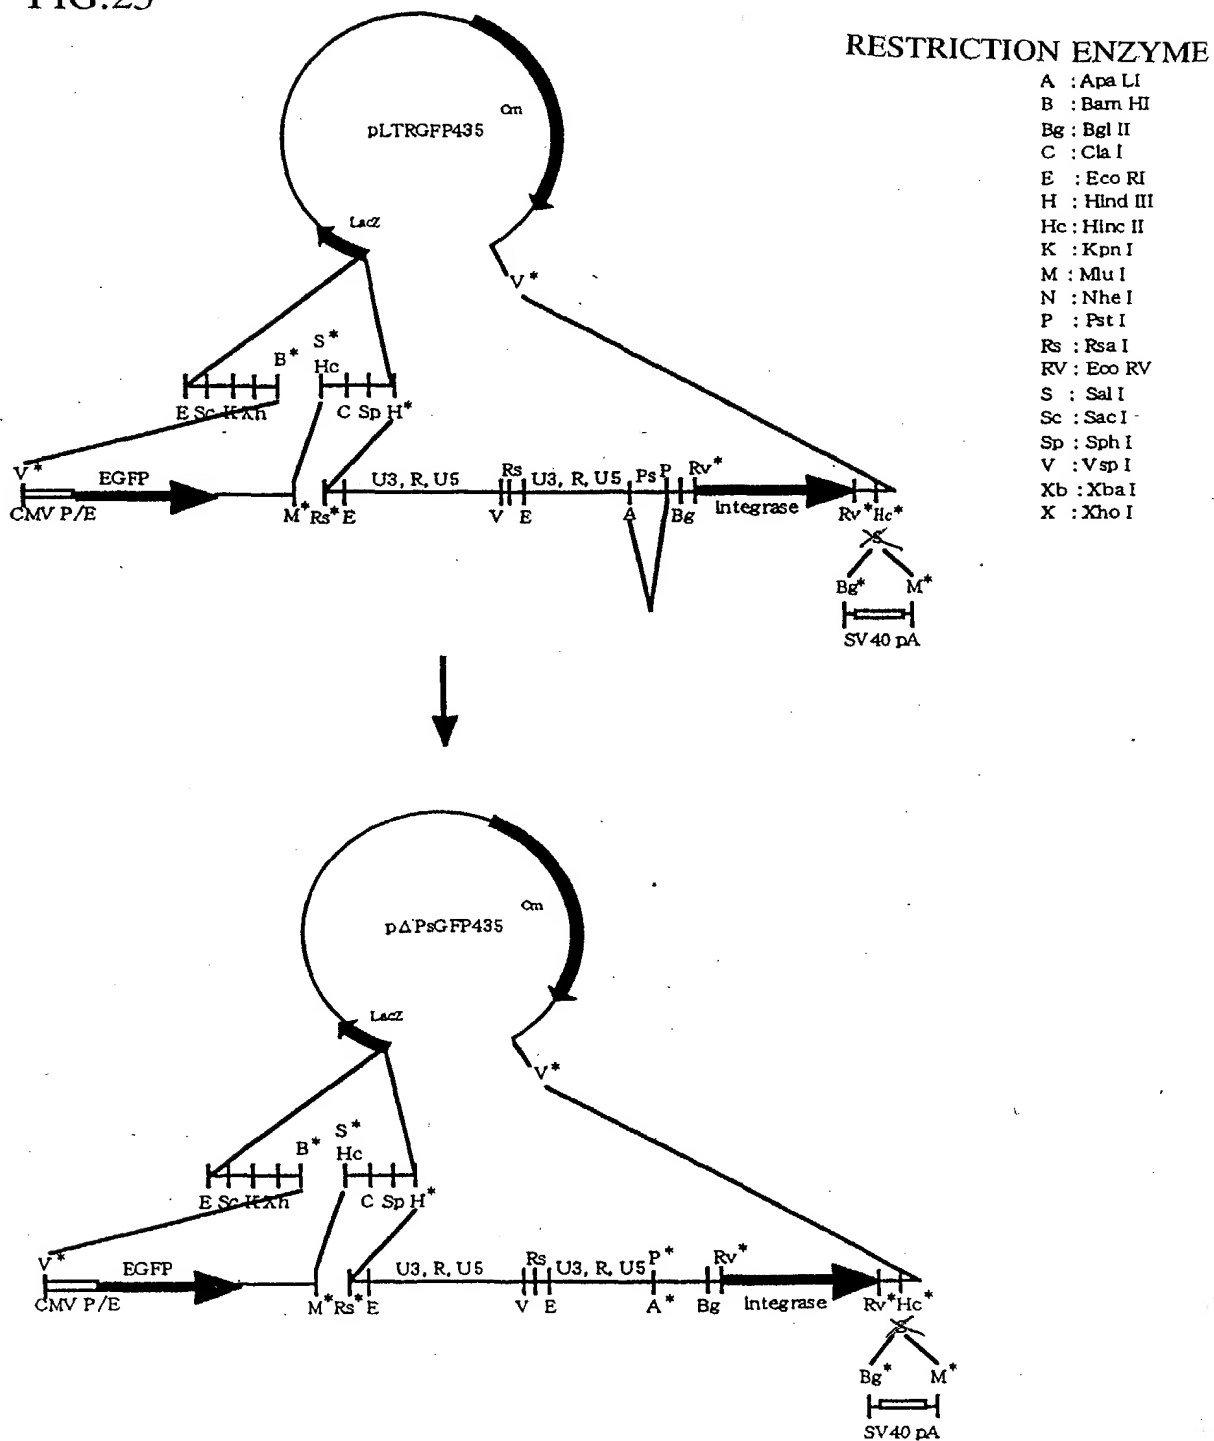 FIG.23
RESTRICTION ENZYME
A : Apa LI
B : Bam HI
Bg : Bgl II
C : Cla I
E : Eco RI
H : Hind III
Hc : Hinc II
K : Kpn I
M : Mlu I
N : Nhe I
P : Pst I
Rs : Rsa I
RV : Eco RV
S : Sal I
Sc : Sac I
Sp : Sph I
V : Vsp I
Xb : Xba I
X : Xho I
Cm
pLTRGFP435
LacZ
V*
S*
B* Hc
E Sc K Xh C Sp H*
V* EGFP U3, R, U5 Rs U3, R, U5 Ps P Rv*
CMV P/E M* Rs* E V E A Bg Integrase Rv* Hc*
S
Bg* M*
SV40 pA
Cm
pΔPsGFP435
LacZ
V*
S*
B* Hc
E Sc K Xh C Sp H*
V* EGFP U3, R, U5 Rs U3, R, U5 P* Rv*
CMV P/E M* Rs* E V E A* Bg Integrase Rv* Hc*
S
Bg* M*
SV40 pA